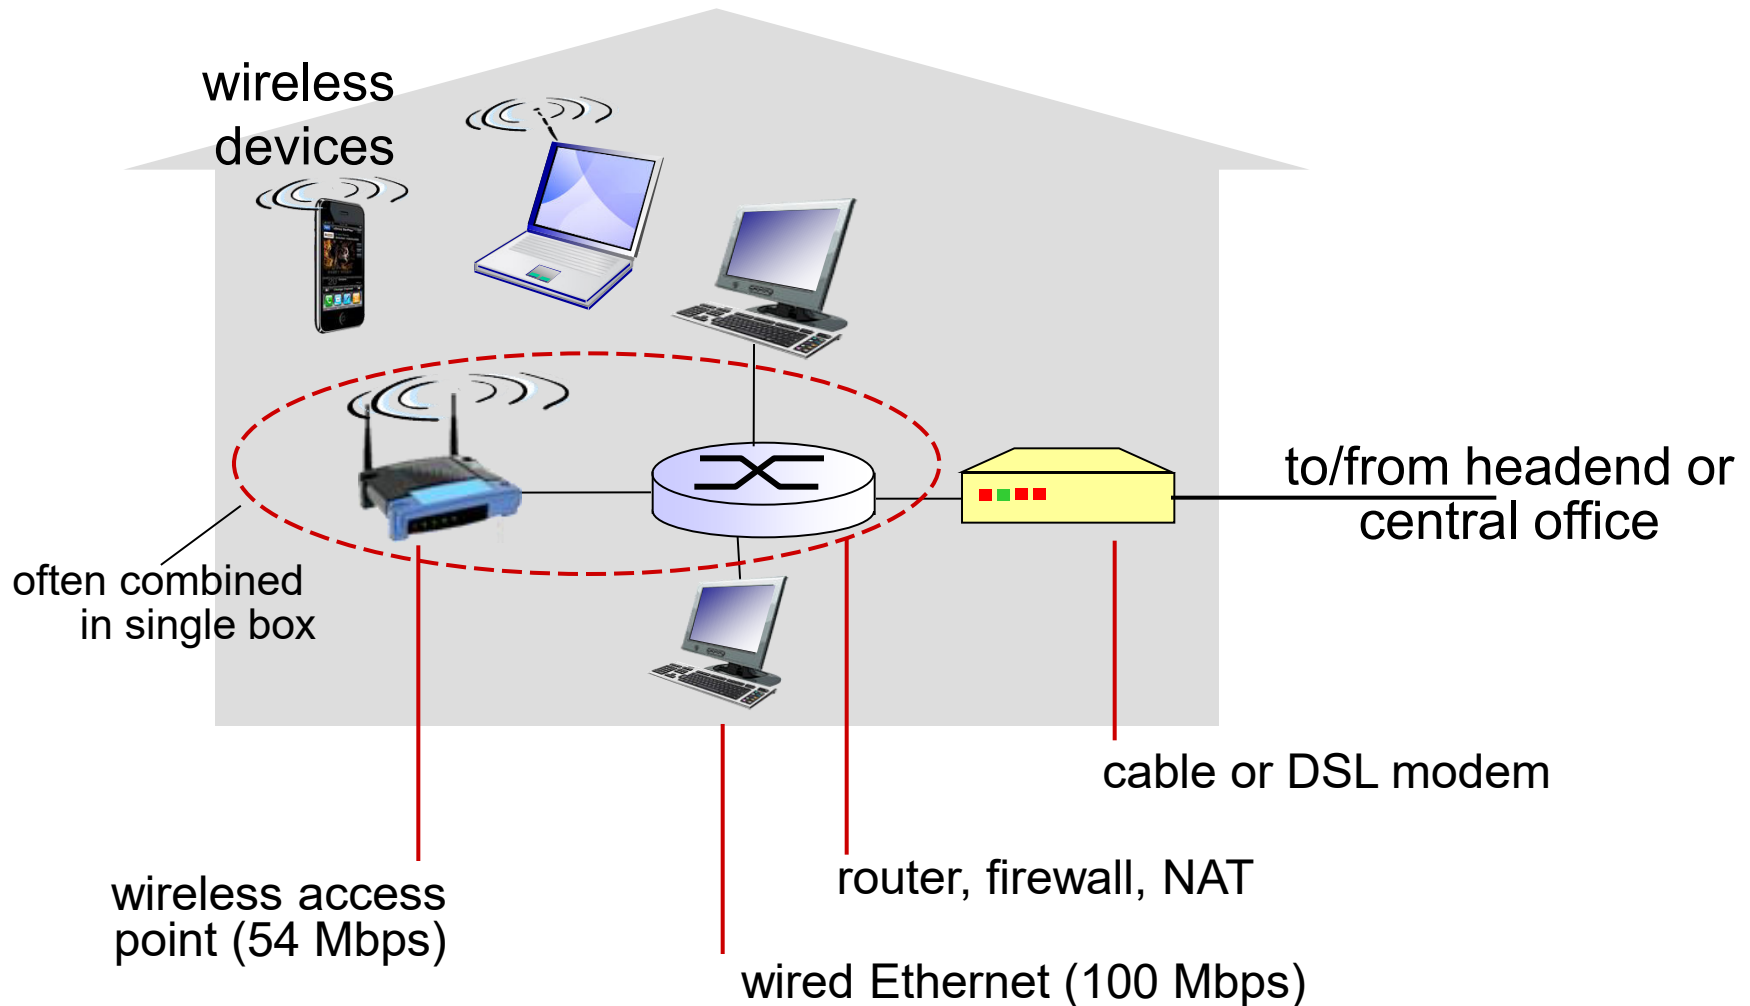 wireless
devices
to/from headend or
central office
often combined
in single box
cable or DSL modem
router, firewall, NAT
wireless access
point (54 Mbps)
wired Ethernet (100 Mbps)